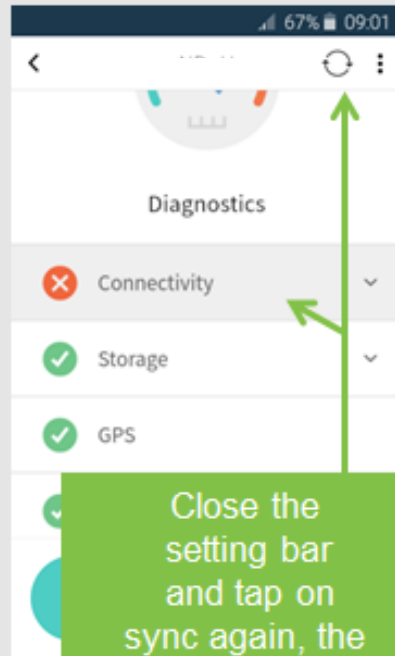 67% 09:01
Diagnostics
Connectivity
Storage
GPS
Close the
setting bar
and tap on
sync again, the